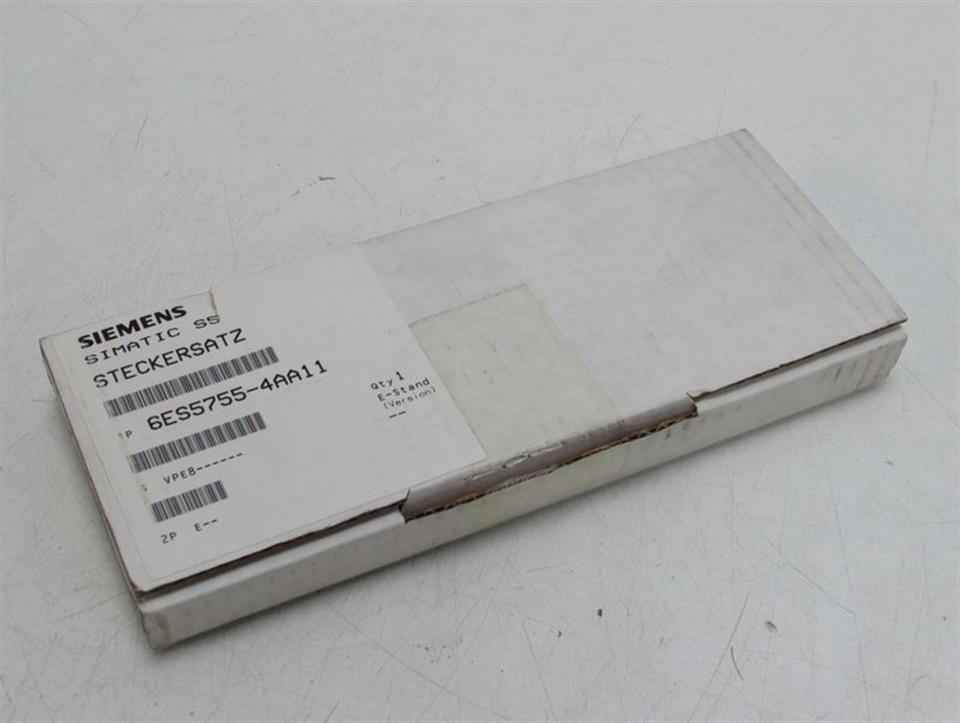 SIEMENS
SIMATIC S5
STECKERSATZ
P 6ES5755-4AA11
Qty 1
E-Stand
(Version)
--
S VPE8------
2P E--